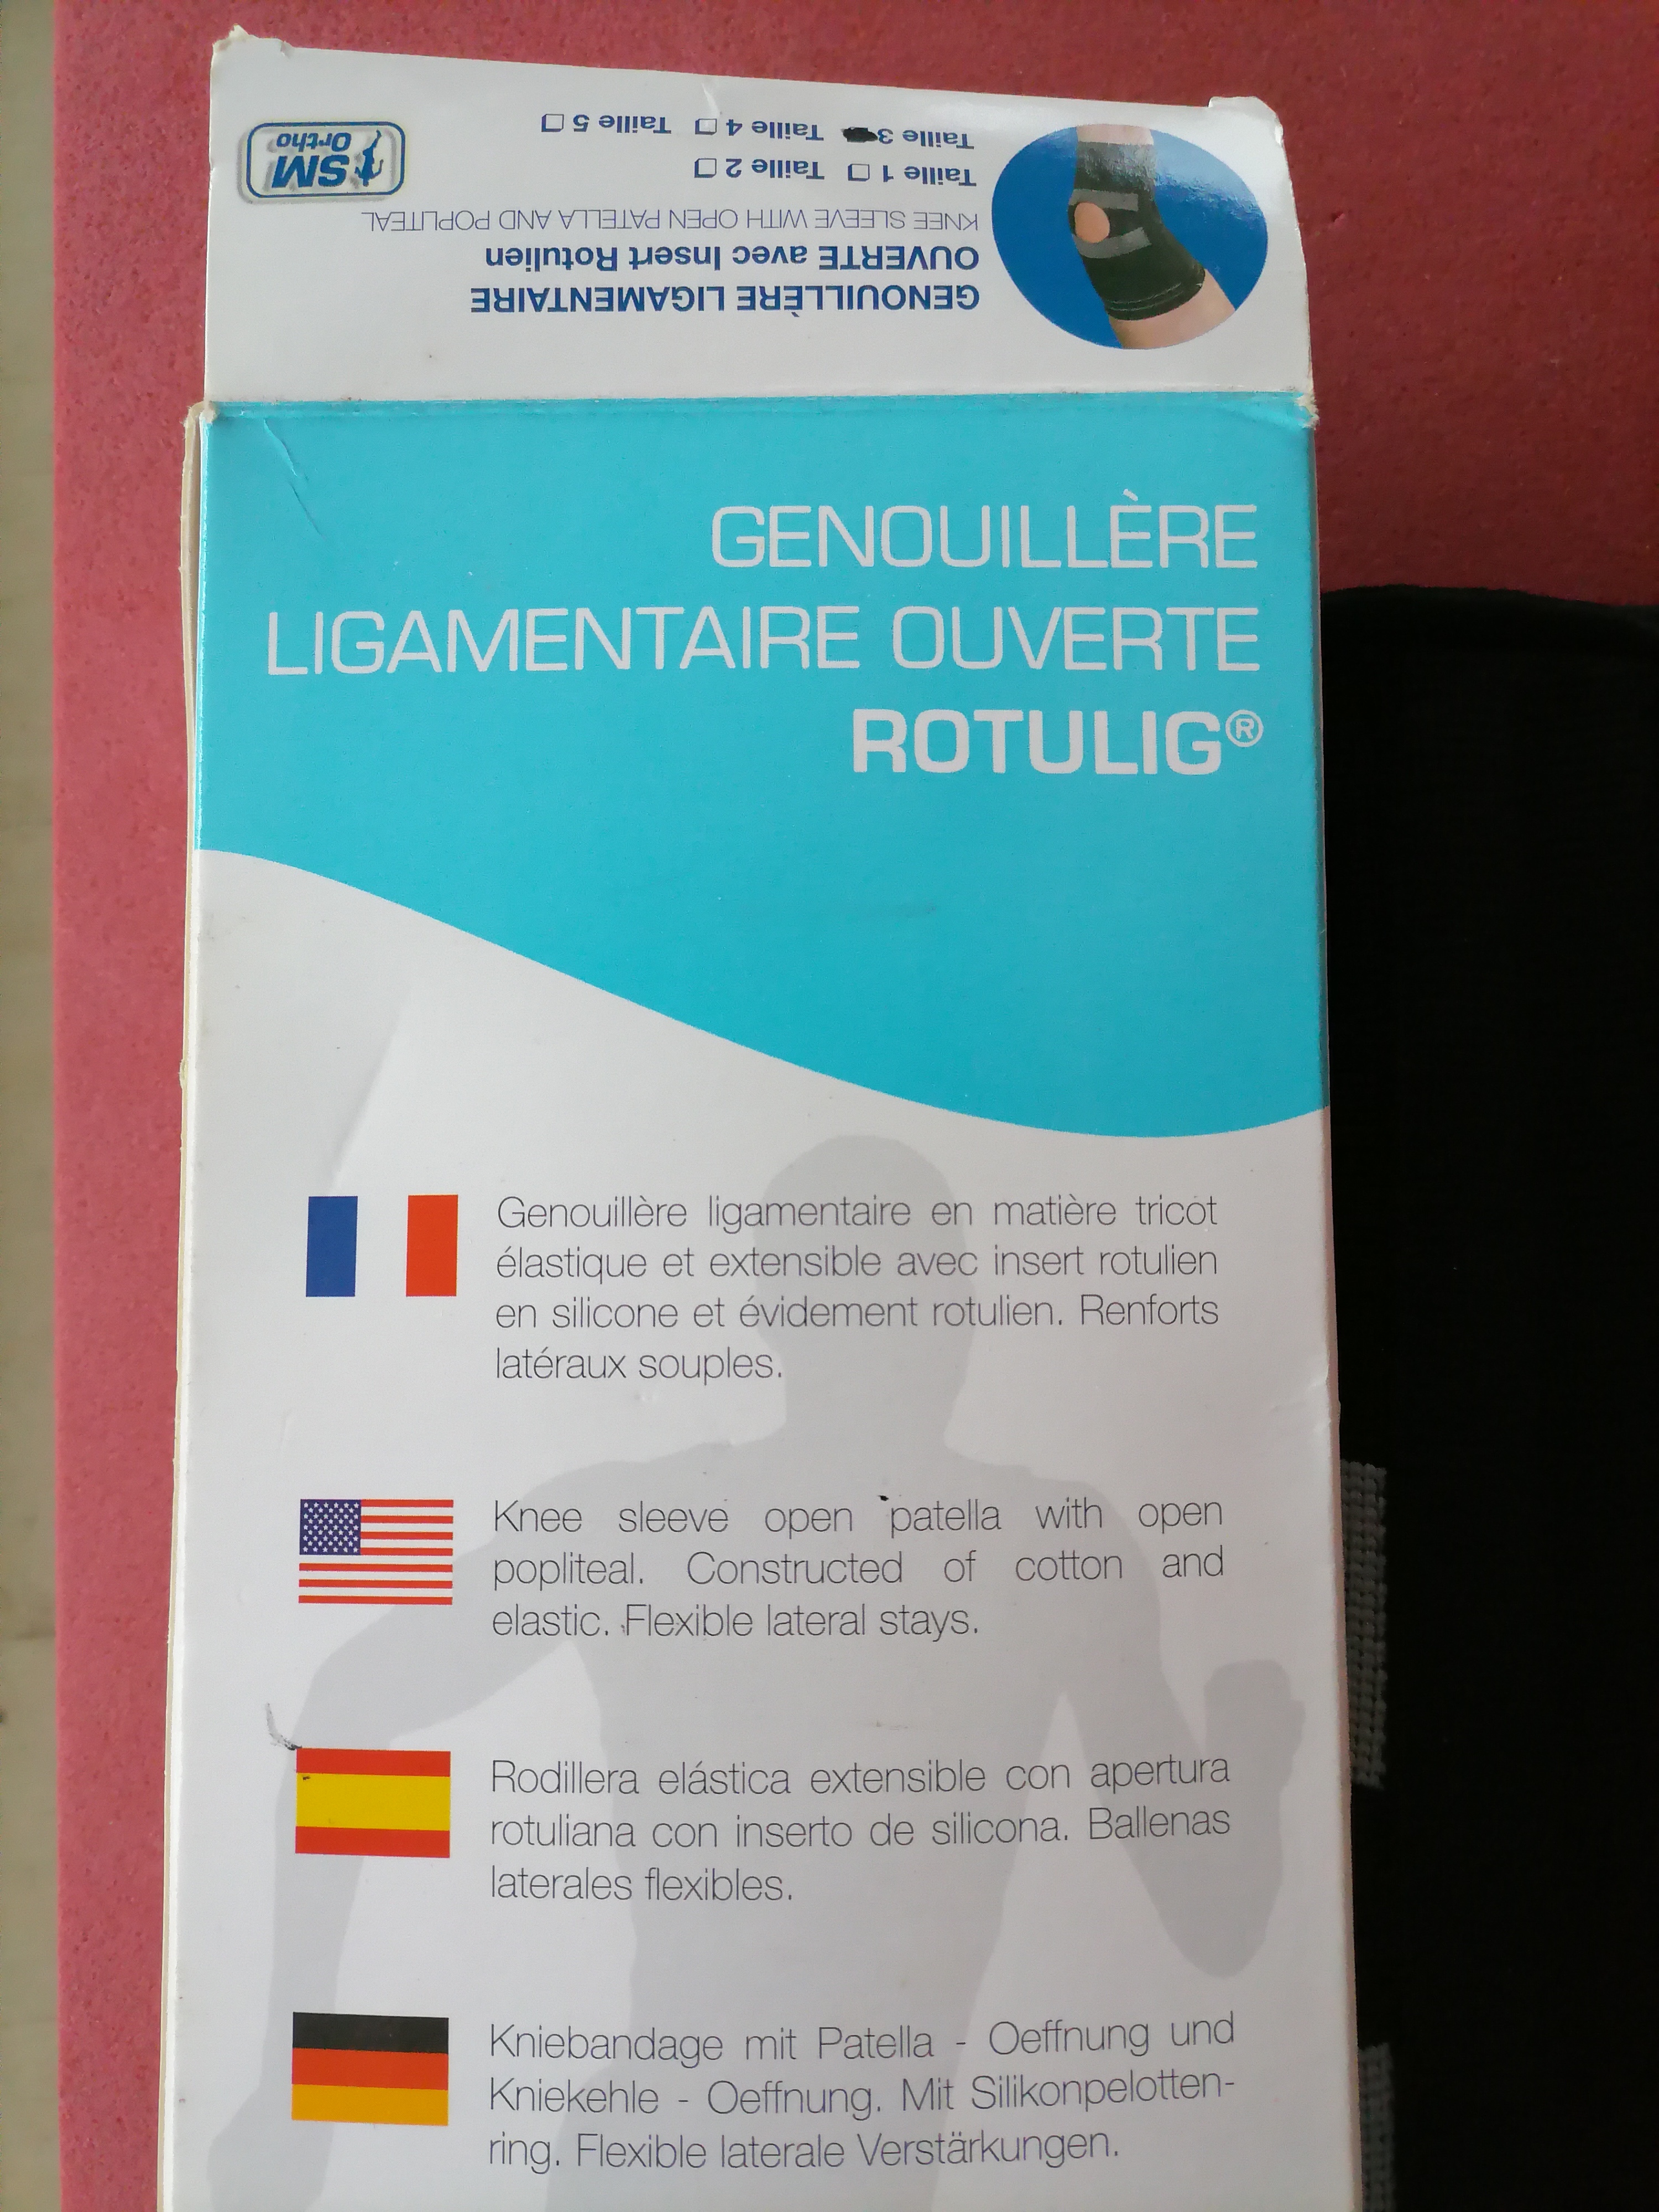 GENOUILLÈRE LIGAMENTAIRE
OUVERTE avec Insert Rotulien
KNEE SLEEVE WITH OPEN PATELLA AND POPLITEAL
Taille 1 ☐ Taille 2 ☐
Taille 3 ■ Taille 4 ☐ Taille 5 ☐
SM
Ortho
GENOUILLÈRE
LIGAMENTAIRE OUVERTE
ROTULIG®
Genouillère ligamentaire en matière tricot
élastique et extensible avec insert rotulien
en silicone et évidement rotulien. Renforts
latéraux souples.
Knee sleeve open patella with open
popliteal. Constructed of cotton and
elastic. Flexible lateral stays.
Rodillera elástica extensible con apertura
rotuliana con inserto de silicona. Ballenas
laterales flexibles.
Kniebandage mit Patella - Oeffnung und
Kniekehle - Oeffnung. Mit Silikonpelotten-
ring. Flexible laterale Verstärkungen.